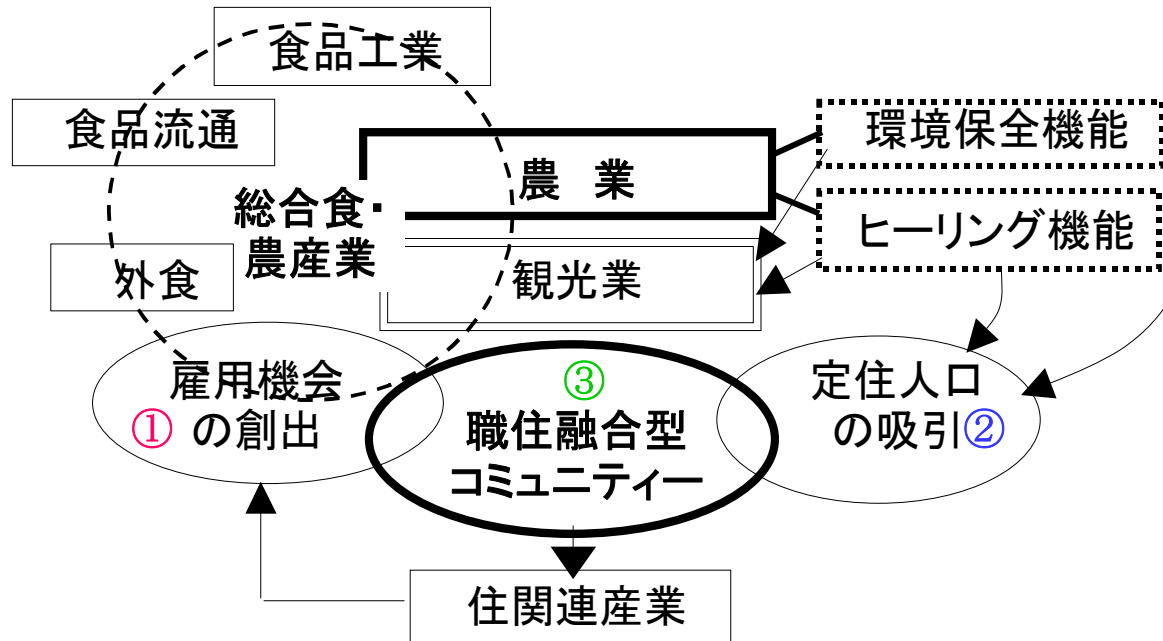 食品工業
食品流通
環境保全機能
農 業
総合食・
農産業
ヒーリング機能
外食
観光業
雇用機会
① の創出
③
職住融合型
コミュニティー
定住人口
の吸引②
住関連産業